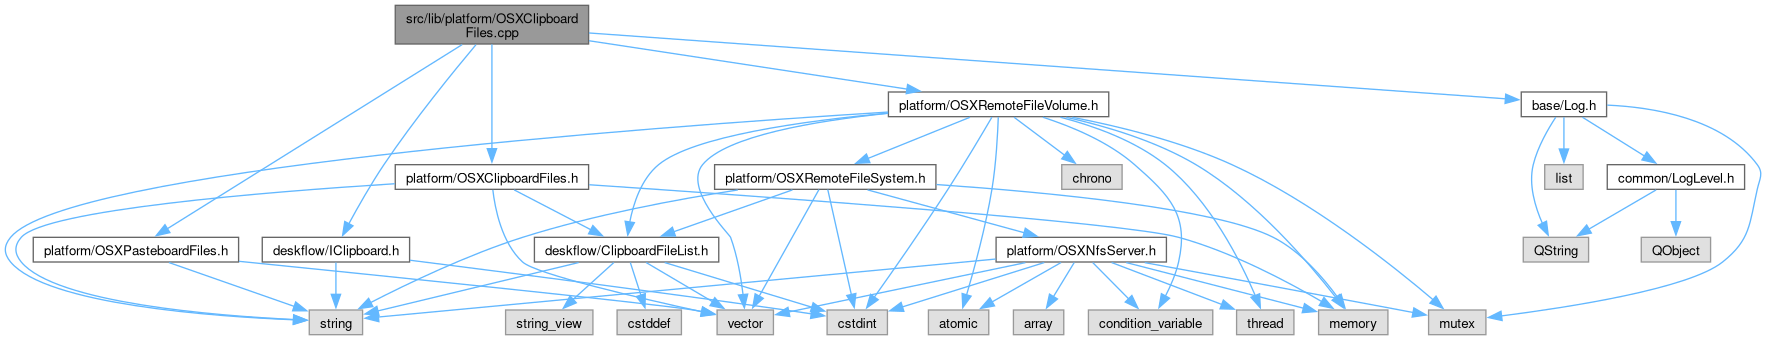 src/lib/platform/OSXClipboard
Files.cpp
platform/OSXRemoteFileVolume.h
base/Log.h
platform/OSXClipboardFiles.h
platform/OSXRemoteFileSystem.h
chrono
list
common/LogLevel.h
platform/OSXPasteboardFiles.h
deskflow/IClipboard.h
deskflow/ClipboardFileList.h
platform/OSXNfsServer.h
QString
QObject
string
string_view
cstddef
vector
cstdint
atomic
array
condition_variable
thread
memory
mutex